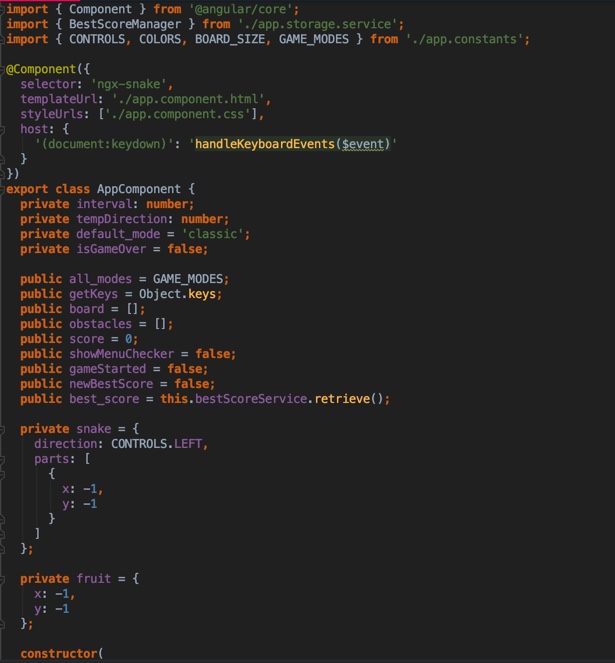 import { Component } from '@angular/core';
import { BestScoreManager } from './app.storage.service';
import { CONTROLS, COLORS, BOARD_SIZE, GAME_MODES } from './app.constants';
@Component({
selector: 'ngx-snake',
templateUrl: './app.component.html',
styleUrls: ['./app.component.css'],
host: {
'(document:keydown)': 'handleKeyboardEvents($event)'
}
})
export class AppComponent {
private interval: number;
private tempDirection: number;
private default_mode = 'classic';
private isGameOver = false;
public all_modes = GAME_MODES;
public getKeys = Object.keys;
public board = [];
public obstacles = [];
public score = 0;
public showMenuChecker = false;
public gameStarted = false;
public newBestScore = false;
public best_score = this.bestScoreService.retrieve();
private snake = {
direction: CONTROLS.LEFT,
parts: [
{
x: -1,
y: -1
}
]
};
private fruit = {
x: -1,
y: -1
};
constructor(